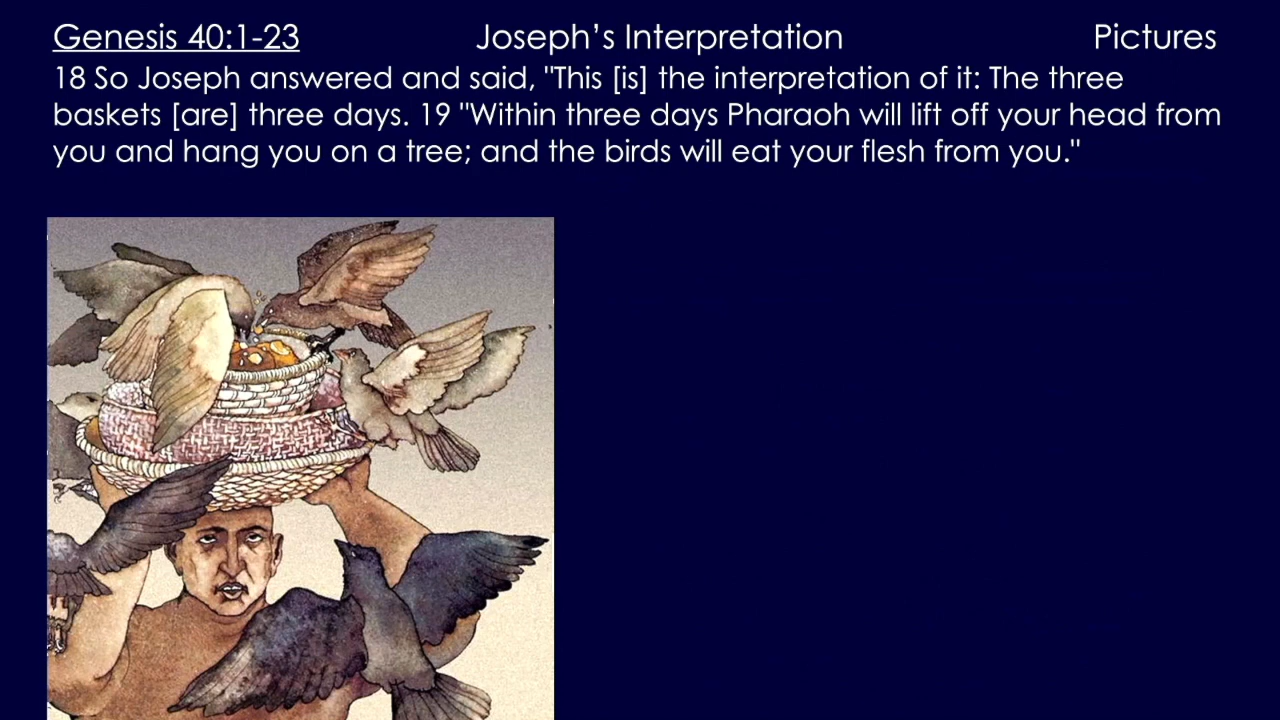 Genesis 40:1-23 Joseph’s Interpretation Pictures
18 So Joseph answered and said, "This [is] the interpretation of it: The three
baskets [are] three days. 19 "Within three days Pharaoh will lift off your head from
you and hang you on a tree; and the birds will eat your flesh from you."